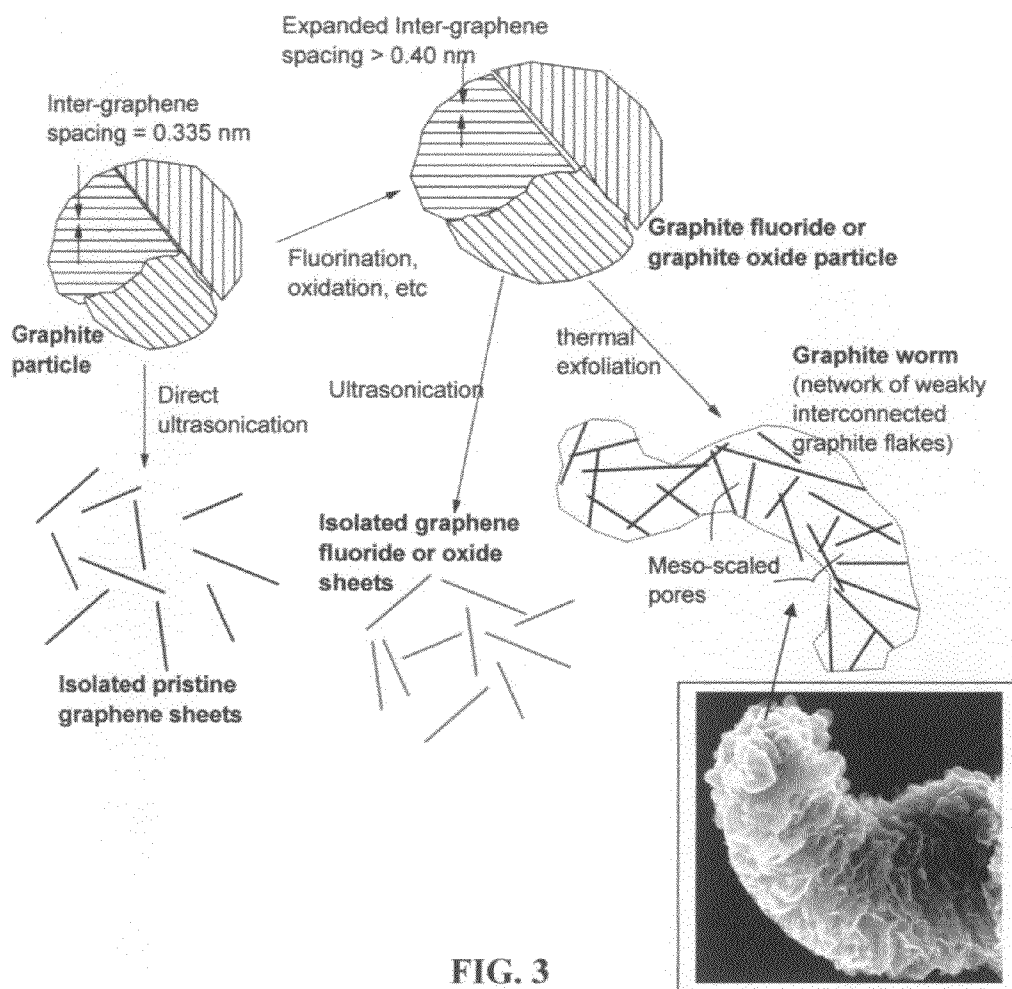 Expanded Inter-graphene
spacing > 0.40 nm
Inter-graphene
spacing = 0.335 nm
Graphite fluoride or
graphite oxide particle
Fluorination,
oxidation, etc
Graphite
particle
Direct
ultrasonication
Ultrasonication
thermal
exfoliation
Graphite worm
(network of weakly
interconnected
graphite flakes)
Isolated graphene
fluoride or oxide
sheets
Meso-scaled
pores
Isolated pristine
graphene sheets
FIG. 3